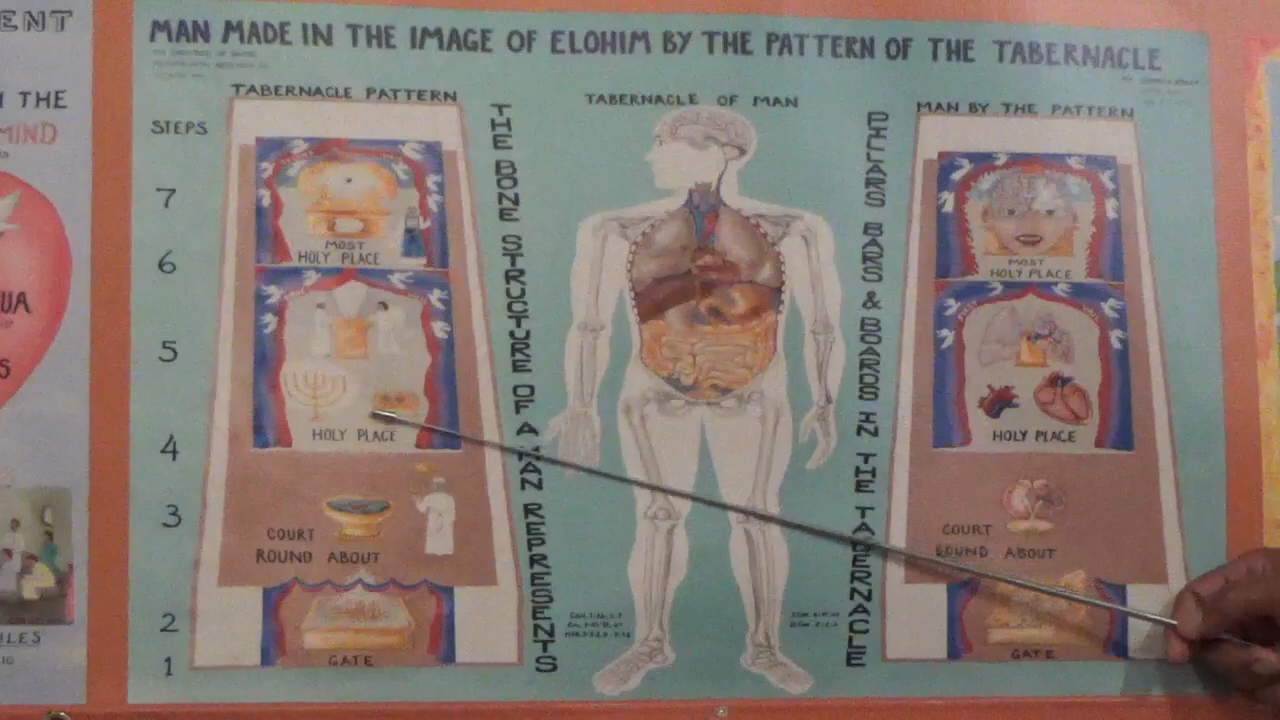 ENT
THE
MIND
UA
S
ILES
10
MAN MADE IN THE IMAGE OF ELOHIM BY THE PATTERN OF THE TABERNACLE
TABERNACLE PATTERN
STEPS
7
6
5
4
3
2
1
MOST
HOLY PLACE
HOLY PLACE
COURT
ROUND ABOUT
GATE
THE BONE STRUCTURE OF A MAN REPRESENTS
TABERNACLE OF MAN
PILLARS BARS & BOARDS IN THE TABERNACLE
MAN BY THE PATTERN
MOST
HOLY PLACE
HOLY PLACE
COURT
ROUND ABOUT
GATE